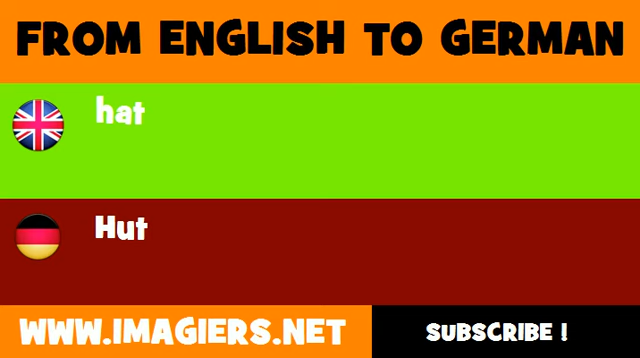 FROM ENGLISH TO GERMAN
hat
Hut
WWW.IMAGIERS.NET
SUBSCRIBE !